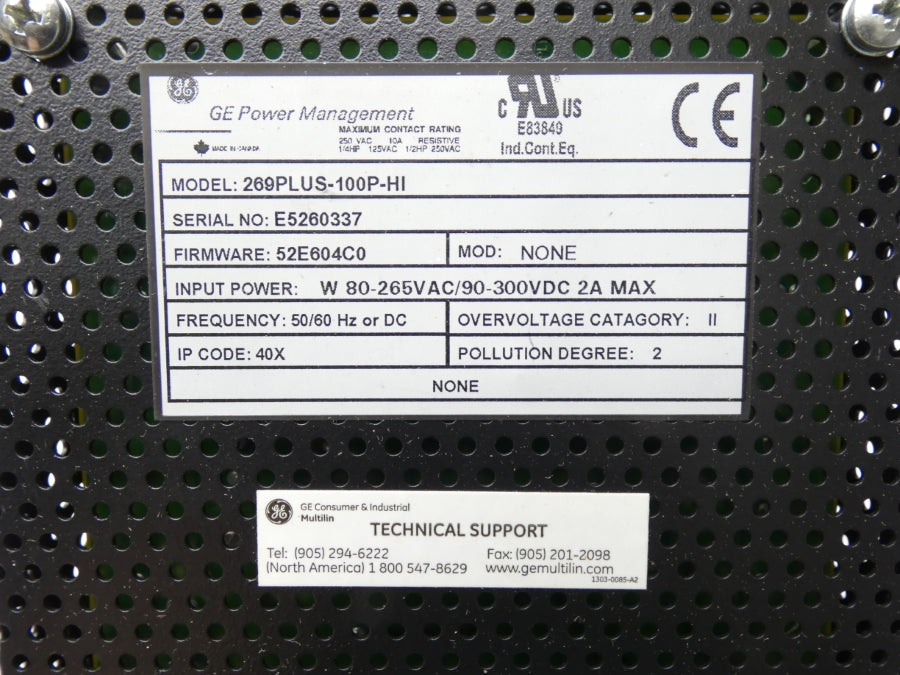 GE
GE Power Management
MAXIMUM CONTACT RATING
250 VAC 10A RESISTIVE
1/4HP 125VAC 1/2HP 250VAC
MADE IN CANADA
C RU US
E83849
Ind.Cont.Eq.
CE
MODEL: 269PLUS-100P-HI
SERIAL NO: E5260337
FIRMWARE: 52E604C0
MOD: NONE
INPUT POWER: W 80-265VAC/90-300VDC 2A MAX
FREQUENCY: 50/60 Hz or DC
OVERVOLTAGE CATAGORY: II
IP CODE: 40X
POLLUTION DEGREE: 2
NONE
GE
GE Consumer & Industrial
Multilin
TECHNICAL SUPPORT
Tel: (905) 294-6222
Fax: (905) 201-2098
(North America) 1 800 547-8629
www.gemultilin.com
1303-0085-A2